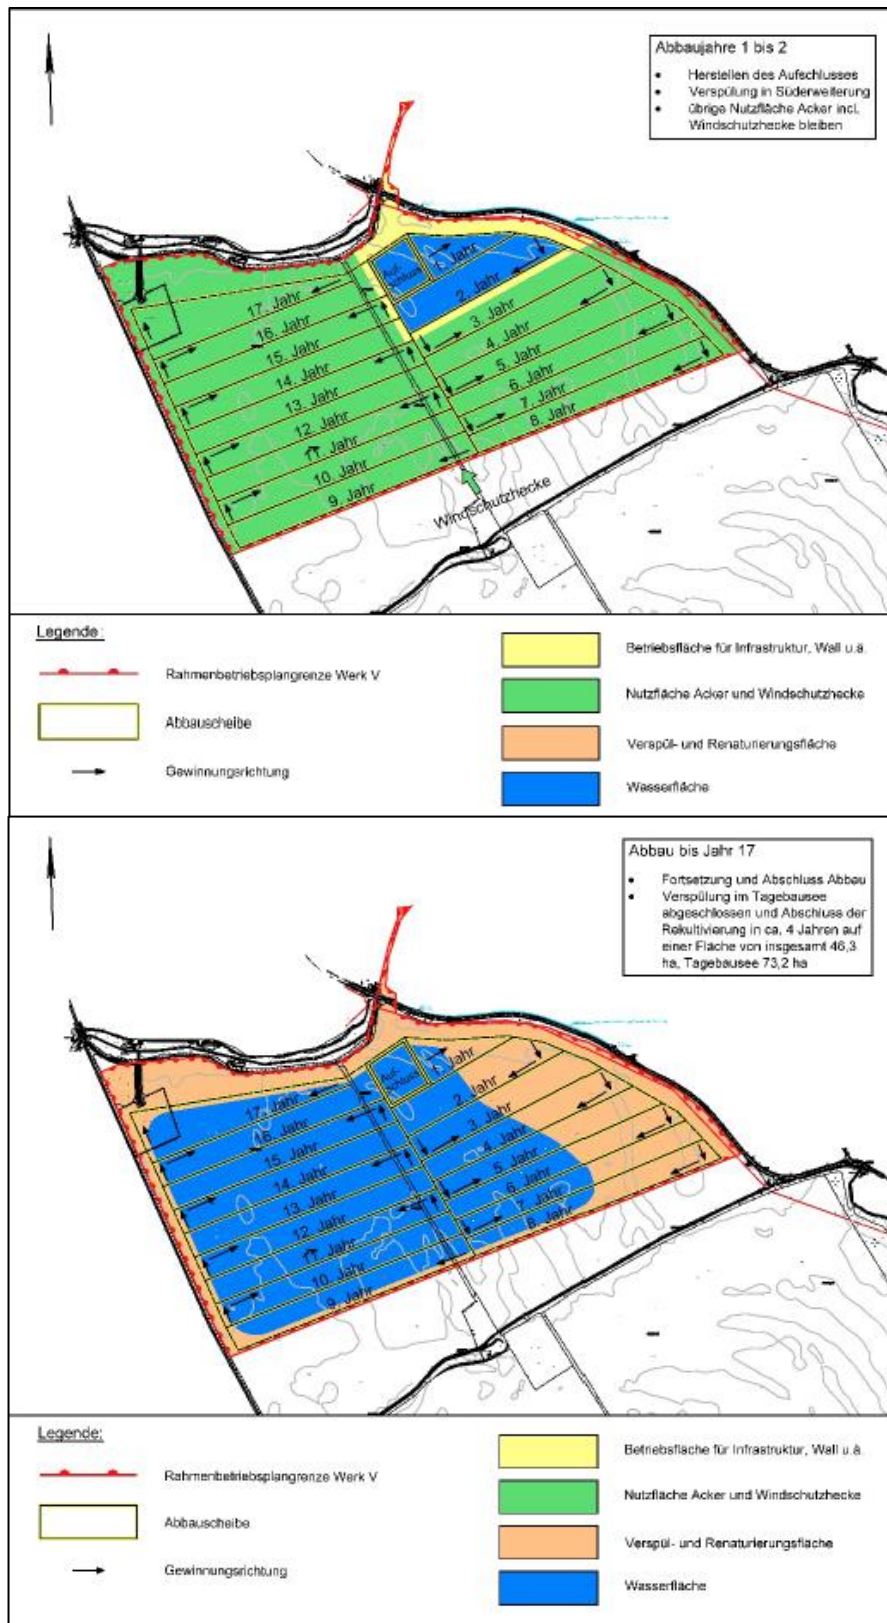 Abbaujahre 1 bis 2
• Herstellen des Aufschlusses
• Verspülung in Süderweiterung
• übrige Nutzfläche Acker incl.
Windschutzhecke bleiben
Auf-
schluss
1. Jahr
2. Jahr
3. Jahr
4. Jahr
5. Jahr
6. Jahr
7. Jahr
8. Jahr
17. Jahr
16. Jahr
15. Jahr
14. Jahr
13. Jahr
12. Jahr
11. Jahr
10. Jahr
9. Jahr
Windschutzhecke
Legende:
Rahmenbetriebsplangrenze Werk V
Abbauscheibe
Gewinnungsrichtung
Betriebsfläche für Infrastruktur, Wall u.ä.
Nutzfläche Acker und Windschutzhecke
Verspül- und Renaturierungsfläche
Wasserfläche
Abbau bis Jahr 17
• Fortsetzung und Abschluss Abbau
• Verspülung im Tagebausee
abgeschlossen und Abschluss der
Rekultivierung in ca. 4 Jahren auf
einer Fläche von insgesamt 46,3
ha, Tagebausee 73,2 ha
Auf-
schluss
1. Jahr
2. Jahr
3. Jahr
4. Jahr
5. Jahr
6. Jahr
7. Jahr
8. Jahr
17. Jahr
16. Jahr
15. Jahr
14. Jahr
13. Jahr
12. Jahr
11. Jahr
10. Jahr
9. Jahr
Legende:
Rahmenbetriebsplangrenze Werk V
Abbauscheibe
Gewinnungsrichtung
Betriebsfläche für Infrastruktur, Wall u.ä.
Nutzfläche Acker und Windschutzhecke
Verspül- und Renaturierungsfläche
Wasserfläche